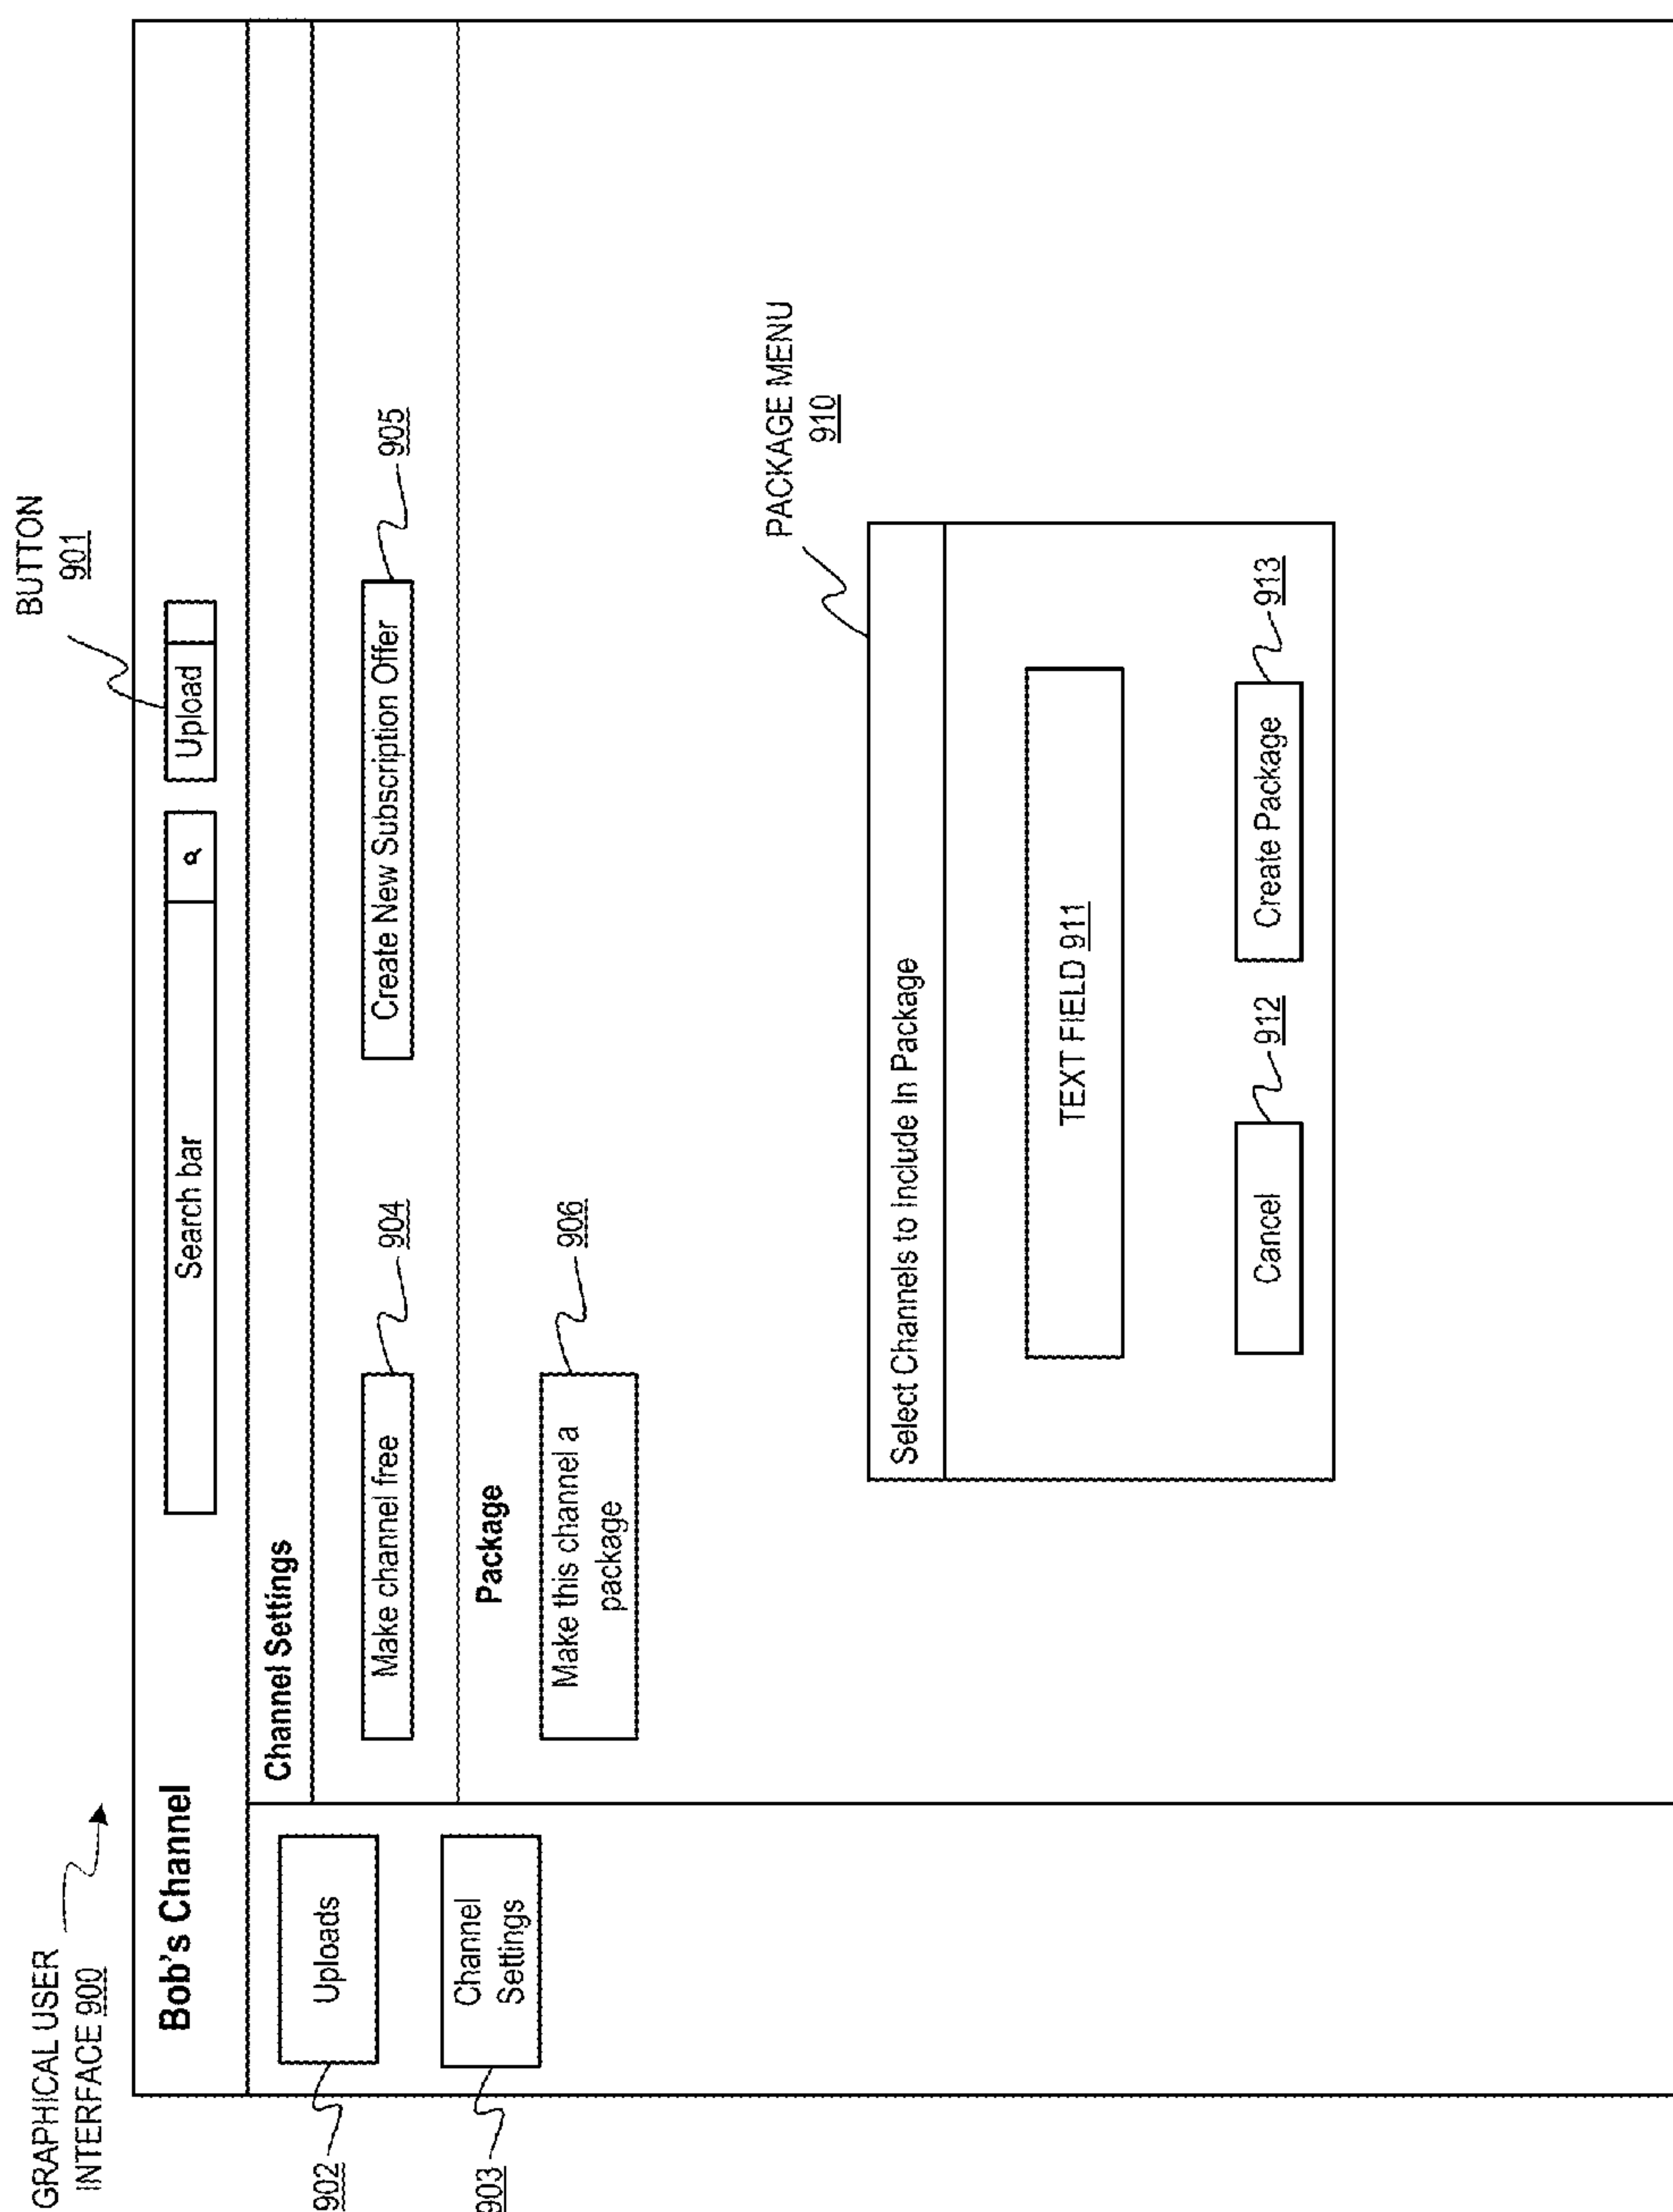 GRAPHICAL USER
INTERFACE 900
BUTTON
901
Bob's Channel
Search bar
Upload
902
Uploads
903
Channel
Settings
Channel Settings
Make channel free
904
Create New Subscription Offer
905
Package
Make this channel a
package
906
PACKAGE MENU
910
Select Channels to Include In Package
TEXT FIELD 911
Cancel
912
Create Package
913